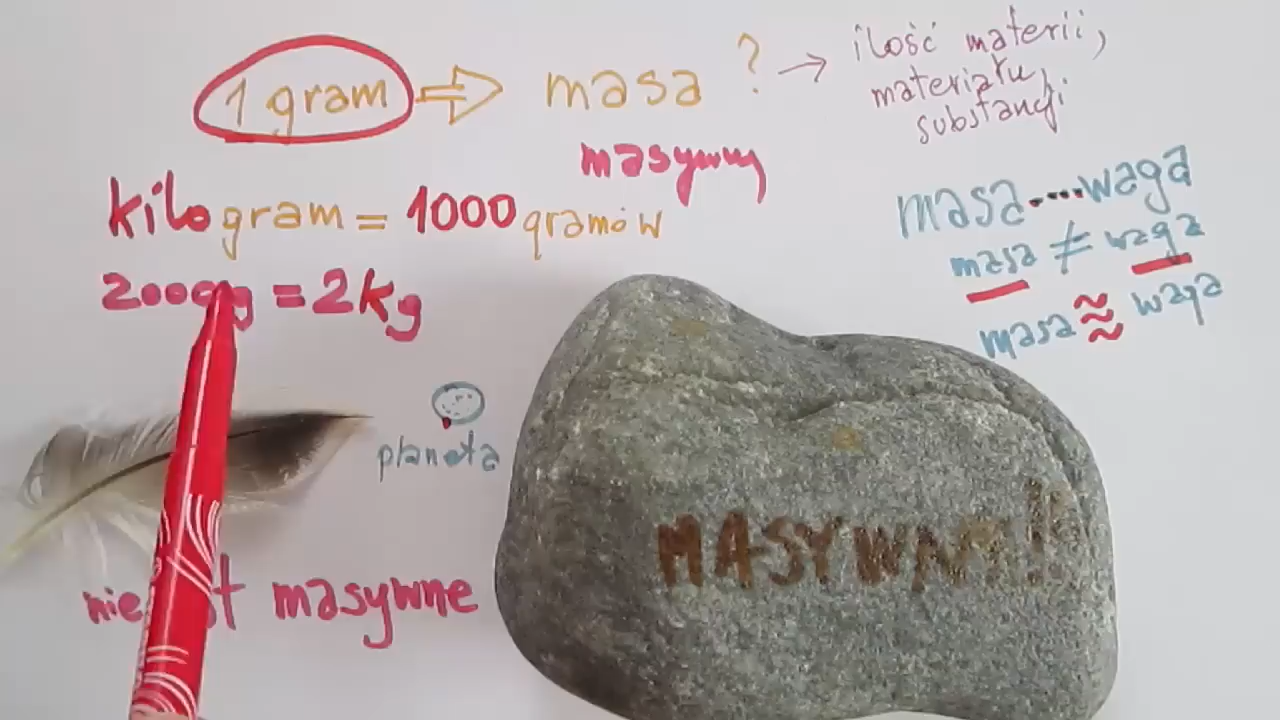 1 gram ⇒ masa ? → ilość materii,
materiału,
substancji.
masywny
kilogram = 1000 gramów
2000g = 2kg
masa....waga
masa ≠ waga
masa ≈ waga
planeta
MASYWNY!!
masywne